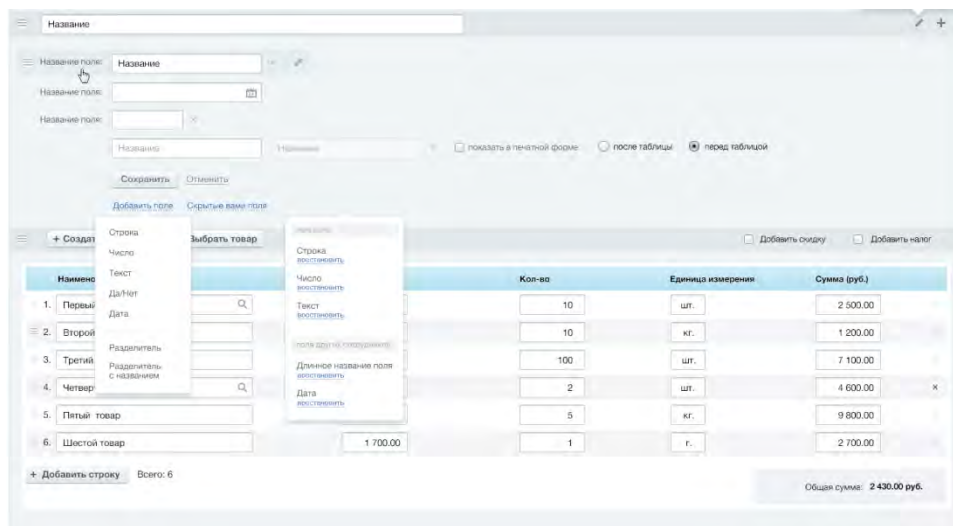 Название
Название поля: Название
Название поля:
Название поля:
Название Название показать в печатной форме после таблицы перед таблицой
Сохранить Отменить
Добавить поле Скрытые вами поля
+ Создат Выбрать товар Добавить скидку Добавить налог
Строка
Число
Текст
Да/Нет
Дата
Разделитель
Разделитель
с названием
Строка
восстановить
Число
восстановить
Текст
восстановить
поля других сотрудников
Длинное название поля
восстановить
Дата
восстановить
Наимено Кол-во Единица измерения Сумма (руб.)
1. Первый 10 шт. 2 500.00
2. Второй 10 кг. 1 200.00
3. Третий 100 шт. 7 100.00
4. Четвер 2 шт. 4 600.00
5. Пятый товар 5 кг. 9 800.00
6. Шестой товар 1 700.00 1 г. 2 700.00
+ Добавить строку Всего: 6
Общая сумма: 2 430.00 руб.